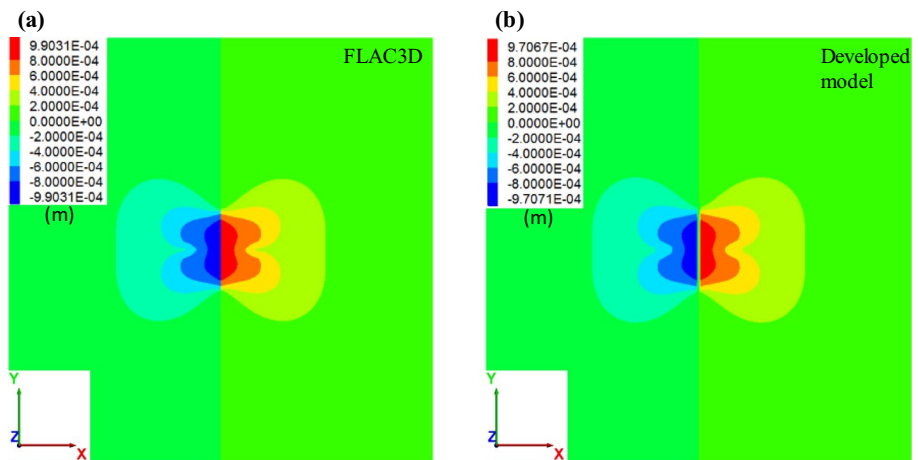 (a)
9.9031E-04
8.0000E-04
6.0000E-04
4.0000E-04
2.0000E-04
0.0000E+00
-2.0000E-04
-4.0000E-04
-6.0000E-04
-8.0000E-04
-9.9031E-04
(m)
FLAC3D
Y
Z
X
(b)
9.7067E-04
8.0000E-04
6.0000E-04
4.0000E-04
2.0000E-04
0.0000E+00
-2.0000E-04
-4.0000E-04
-6.0000E-04
-8.0000E-04
-9.7071E-04
(m)
Developed
model
Y
Z
X